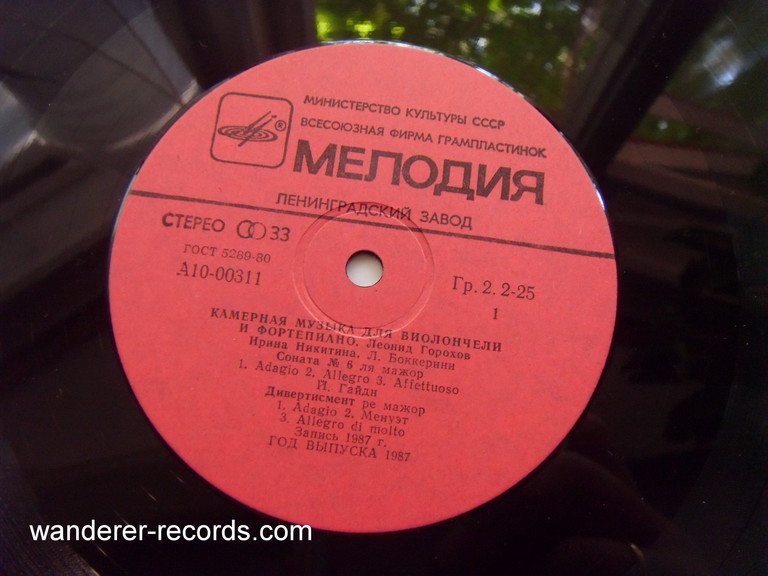 МИНИСТЕРСТВО КУЛЬТУРЫ СССР
ВСЕСОЮЗНАЯ ФИРМА ГРАМПЛАСТИНОК
®
МЕЛОДИЯ
ЛЕНИНГРАДСКИЙ ЗАВОД
СТЕРЕО 33
ГОСТ 5289-80
А10-00311
Гр. 2. 2-25
1
КАМЕРНАЯ МУЗЫКА ДЛЯ ВИОЛОНЧЕЛИ
И ФОРТЕПИАНО. Леонид Горохов
Ирина Никитина. Л. Боккерини
Соната № 6 ля мажор
1. Adagio 2. Allegro 3. Affettuoso
Й. Гайдн
Дивертисмент ре мажор
1. Adagio 2. Менуэт
3. Allegro di molto
Запись 1987 г.
ГОД ВЫПУСКА 1987
wanderer-records.com